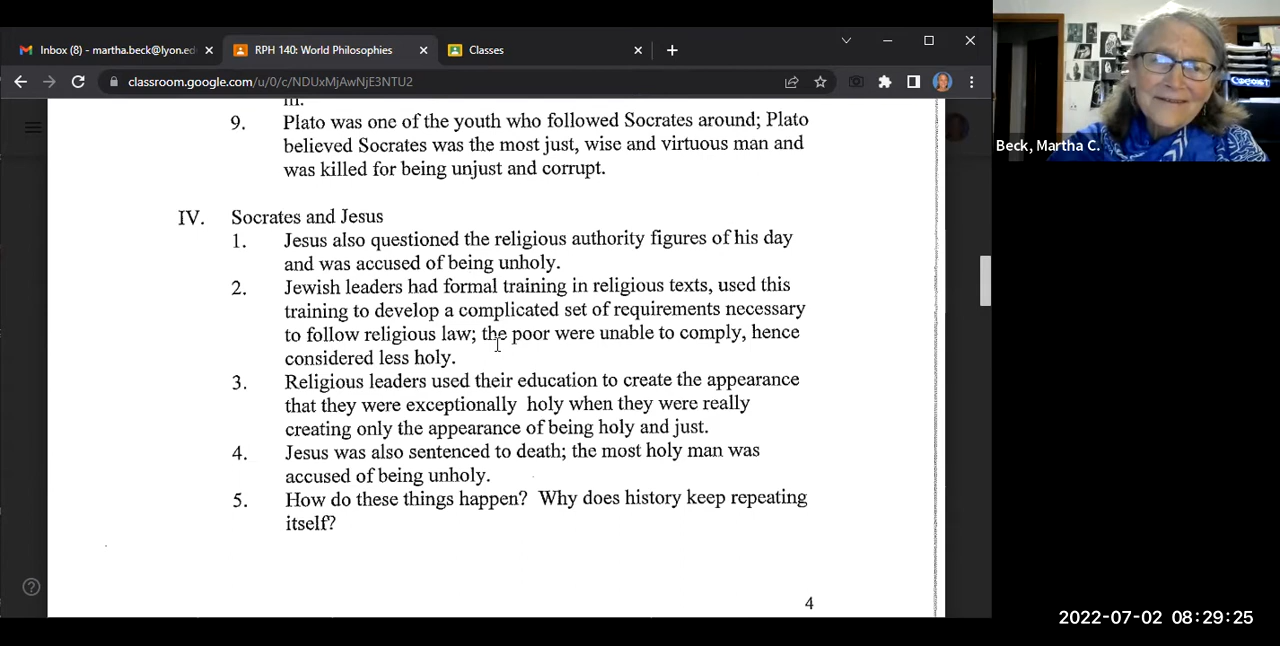 Inbox (8) - martha.beck@lyon.ed
RPH 140: World Philosophies
Classes
classroom.google.com/u/0/c/NDUxMjAwNjE3NTU2
9. Plato was one of the youth who followed Socrates around; Plato
believed Socrates was the most just, wise and virtuous man and
was killed for being unjust and corrupt.
IV. Socrates and Jesus
1. Jesus also questioned the religious authority figures of his day
and was accused of being unholy.
2. Jewish leaders had formal training in religious texts, used this
training to develop a complicated set of requirements necessary
to follow religious law; the poor were unable to comply, hence
considered less holy.
3. Religious leaders used their education to create the appearance
that they were exceptionally holy when they were really
creating only the appearance of being holy and just.
4. Jesus was also sentenced to death; the most holy man was
accused of being unholy.
5. How do these things happen? Why does history keep repeating
itself?
4
Beck, Martha C.
2022-07-02 08:29:25